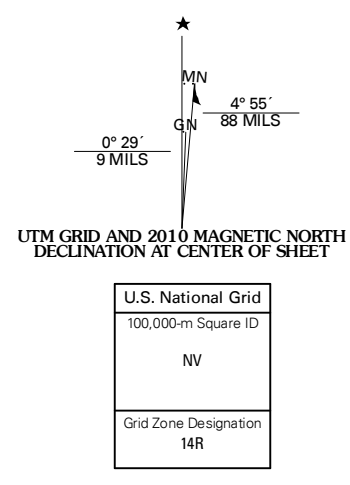 ★
MN
4° 55´
88 MILS
GN
0° 29´
9 MILS
UTM GRID AND 2010 MAGNETIC NORTH
DECLINATION AT CENTER OF SHEET
U.S. National Grid
100,000-m Square ID
NV
Grid Zone Designation
14R